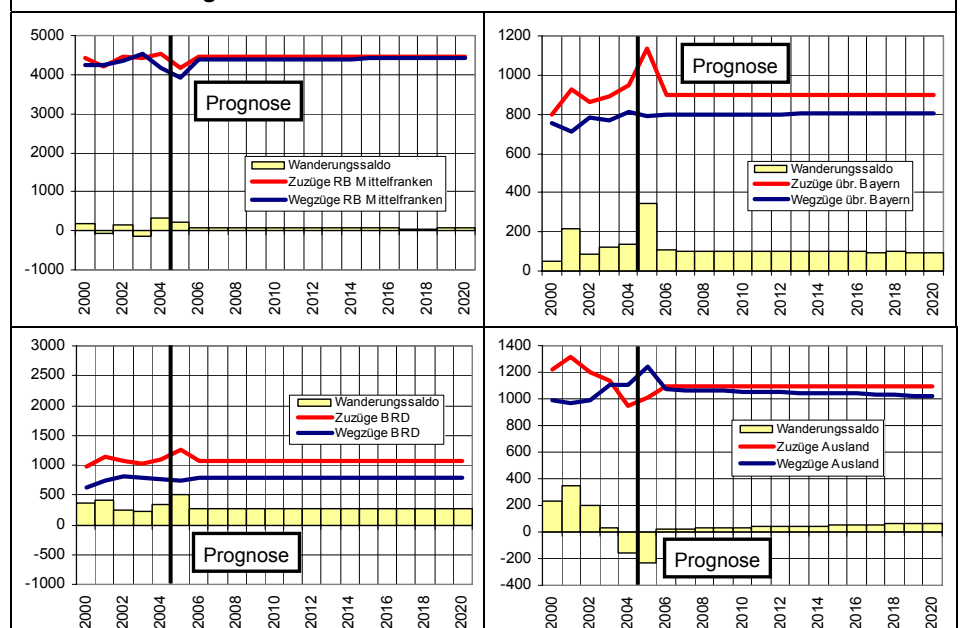 5000
4000
3000
2000
1000
0
-1000
Prognose
Wanderungssaldo
Zuzüge RB Mittelfranken
Wegzüge RB Mittelfranken
2000 2002 2004 2006 2008 2010 2012 2014 2016 2018 2020
1200
1000
800
600
400
200
0
Prognose
Wanderungssaldo
Zuzüge übr. Bayern
Wegzüge übr. Bayern
2000 2002 2004 2006 2008 2010 2012 2014 2016 2018 2020
3000
2500
2000
1500
1000
500
0
-500
-1000
Wanderungssaldo
Zuzüge BRD
Wegzüge BRD
Prognose
2000 2002 2004 2006 2008 2010 2012 2014 2016 2018 2020
1400
1200
1000
800
600
400
200
0
-200
-400
Wanderungssaldo
Zuzüge Ausland
Wegzüge Ausland
Prognose
2000 2002 2004 2006 2008 2010 2012 2014 2016 2018 2020